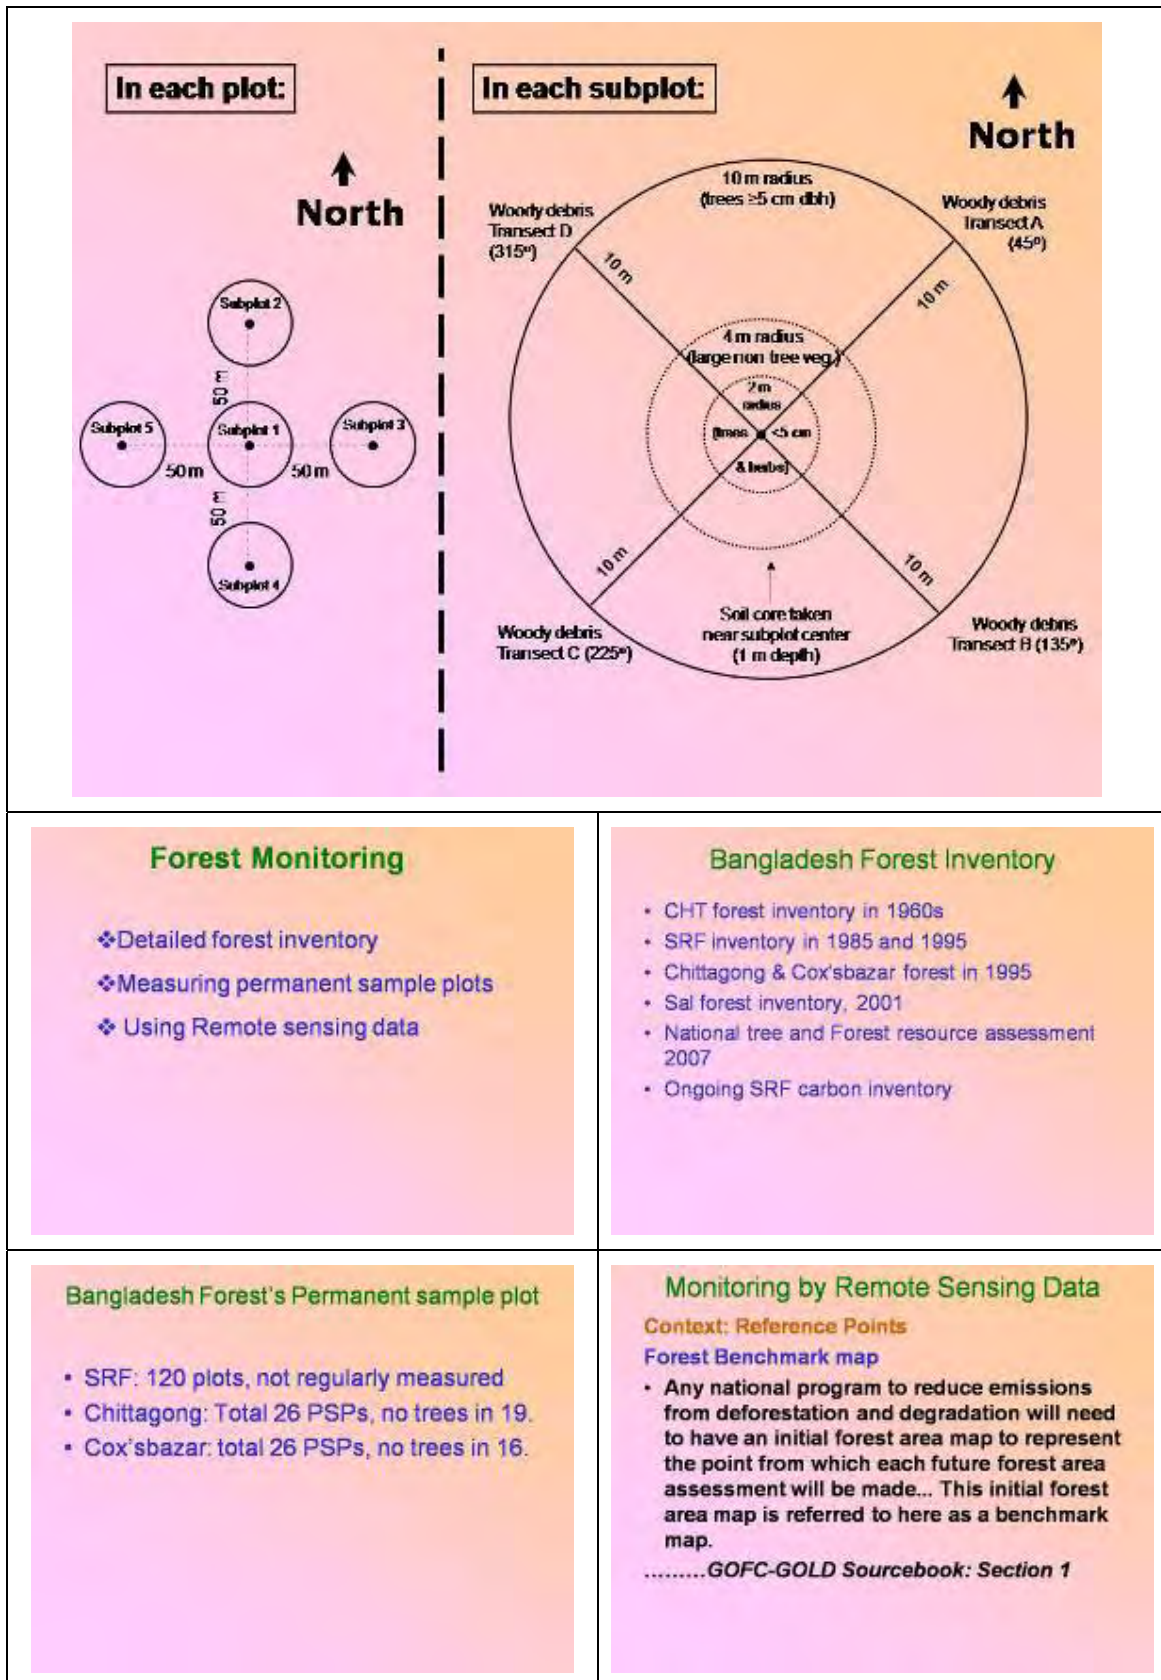 In each plot:
North
Subplot 2
50 m
Subplot 5
Subplot 1
Subplot 3
50 m
50 m
50 m
Subplot 4
In each subplot:
North
10 m radius
(trees ≥5 cm dbh)
Woody debris
Transect D
(315º)
Woody debris
Transect A
(45º)
10 m
10 m
4 m radius
(large non tree veg.)
2 m
radius
(trees <5 cm
& herbs)
10 m
10 m
Soil core taken
near subplot center
(1 m depth)
Woody debris
Transect C (225º)
Woody debris
Transect B (135º)
Forest Monitoring
❖Detailed forest inventory
❖Measuring permanent sample plots
❖ Using Remote sensing data
Bangladesh Forest Inventory
• CHT forest inventory in 1960s
• SRF inventory in 1985 and 1995
• Chittagong & Cox'sbazar forest in 1995
• Sal forest inventory, 2001
• National tree and Forest resource assessment
2007
• Ongoing SRF carbon inventory
Bangladesh Forest's Permanent sample plot
• SRF: 120 plots, not regularly measured
• Chittagong: Total 26 PSPs, no trees in 19.
• Cox'sbazar: total 26 PSPs, no trees in 16.
Monitoring by Remote Sensing Data
Context: Reference Points
Forest Benchmark map
• Any national program to reduce emissions
from deforestation and degradation will need
to have an initial forest area map to represent
the point from which each future forest area
assessment will be made... This initial forest
area map is referred to here as a benchmark
map.
.........GOFC-GOLD Sourcebook: Section 1